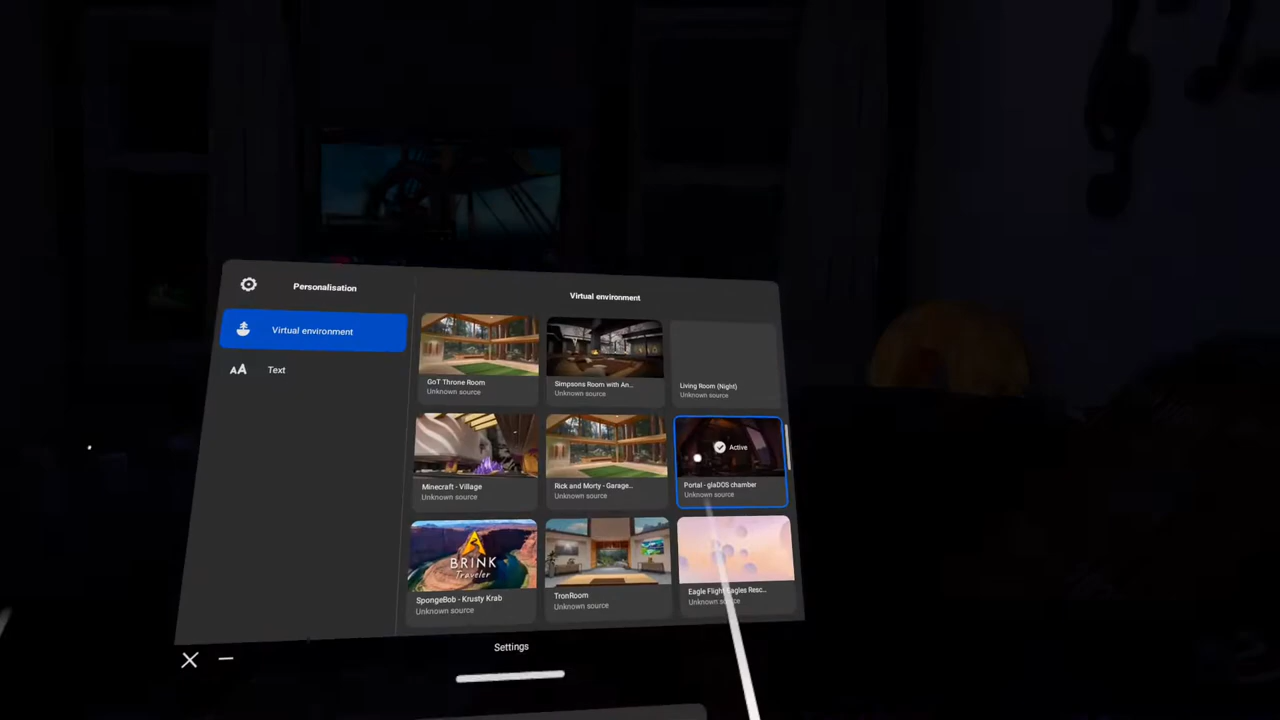 Personalisation
Virtual environment
Text
Virtual environment
GoT Throne Room
Unknown source
Simpsons Room with An...
Unknown source
Living Room (Night)
Unknown source
Minecraft - Village
Unknown source
Rick and Morty - Garage...
Unknown source
Active
Portal - glaDOS chamber
Unknown source
BRINK
Traveler
SpongeBob - Krusty Krab
Unknown source
TronRoom
Unknown source
Eagle Flight Eagles Resc...
Unknown source
Settings